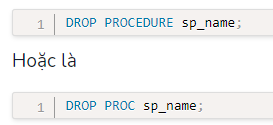 1 DROP PROCEDURE sp_name;
Hoặc là
1 DROP PROC sp_name;